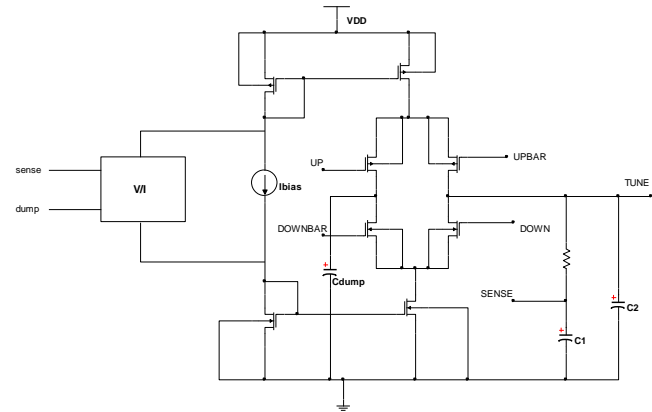 VDD
sense
dump
V/I
Ibias
UP
UPBAR
TUNE
DOWNBAR
DOWN
Cdump
SENSE
C1
C2